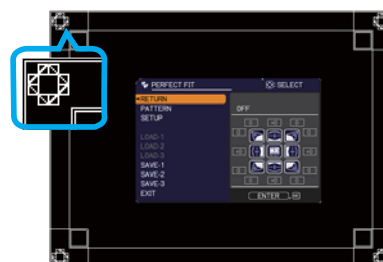 PERFECT FIT
SELECT
RETURN
PATTERN
OFF
SETUP
LOAD-1
LOAD-2
LOAD-3
SAVE-1
SAVE-2
SAVE-3
EXIT
ENTER